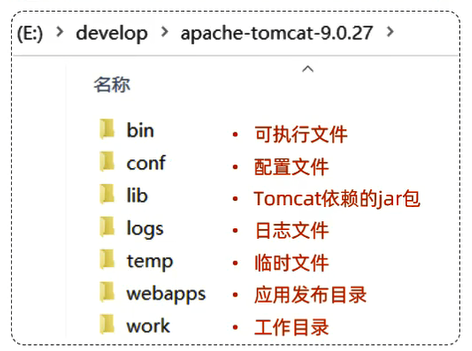 (E:) > develop > apache-tomcat-9.0.27 >
名称
bin • 可执行文件
conf • 配置文件
lib • Tomcat依赖的jar包
logs • 日志文件
temp • 临时文件
webapps • 应用发布目录
work • 工作目录